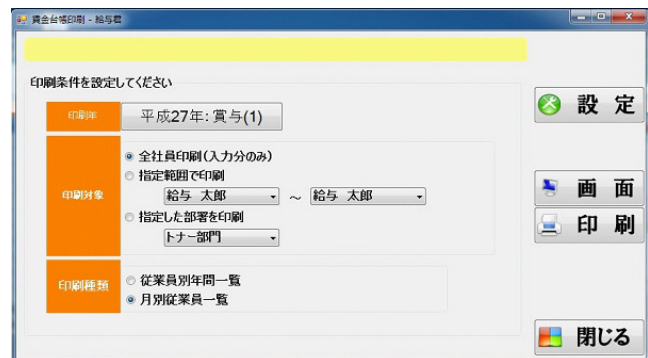 賃金台帳印刷 - 給与君
印刷条件を設定してください
印刷年
平成27年:賞与(1)
印刷対象
全社員印刷(入力分のみ)
指定範囲で印刷
給与 太郎 ~ 給与 太郎
指定した部署を印刷
トナー部門
印刷種類
従業員別年間一覧
月別従業員一覧
設 定
画 面
印 刷
閉じる